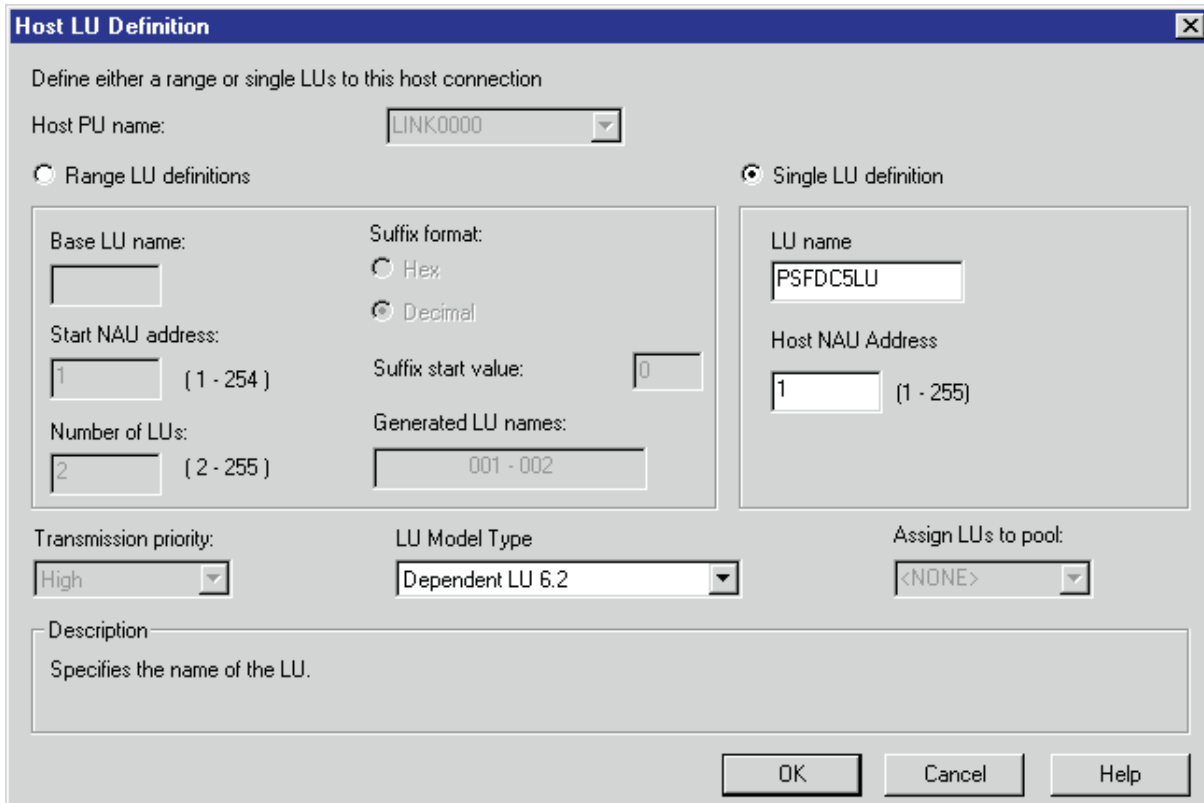 Host LU Definition
Define either a range or single LUs to this host connection
Host PU name:
LINK0000
Range LU definitions
Base LU name:
Suffix format:
Hex
Decimal
Start NAU address:
1
( 1 - 254 )
Suffix start value:
0
Number of LUs:
2
( 2 - 255 )
Generated LU names:
001 - 002
Single LU definition
LU name
PSFDC5LU
Host NAU Address
1
(1 - 255)
Transmission priority:
High
LU Model Type
Dependent LU 6.2
Assign LUs to pool:
<NONE>
Description
Specifies the name of the LU.
OK
Cancel
Help